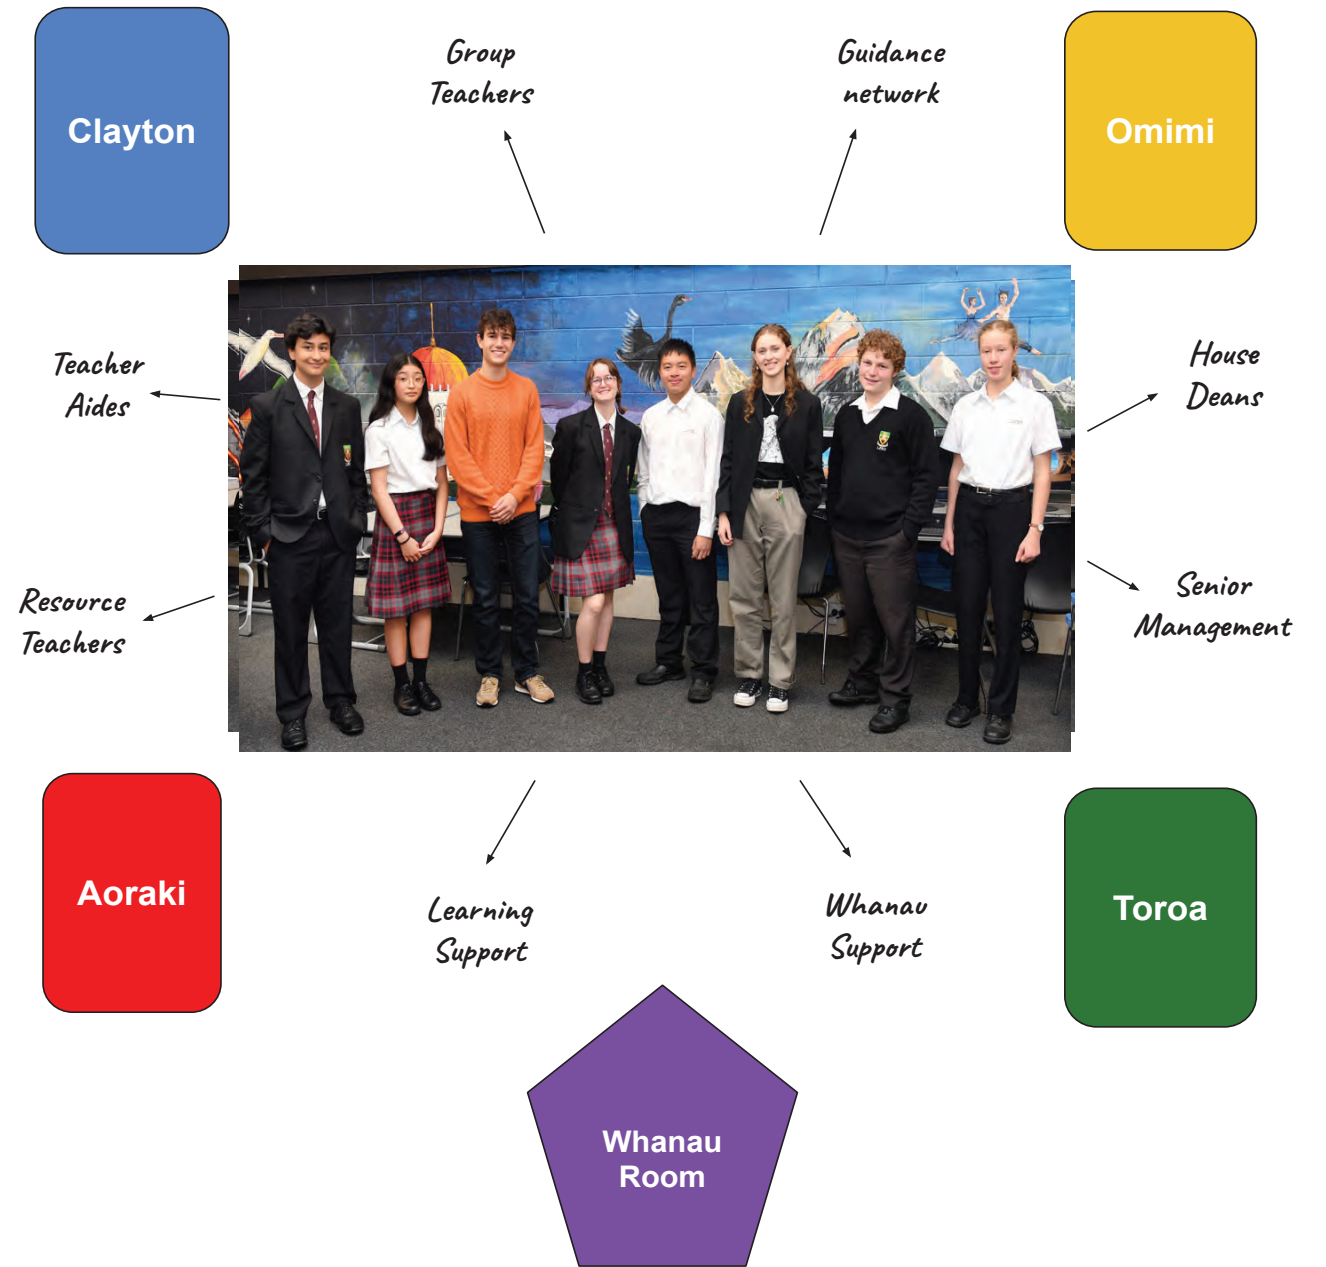 Clayton
Group
Teachers
Guidance
network
Omimi
Teacher
Aides
House
Deans
Resource
Teachers
Senior
Management
Aoraki
Learning
Support
Whanau
Support
Toroa
Whanau
Room